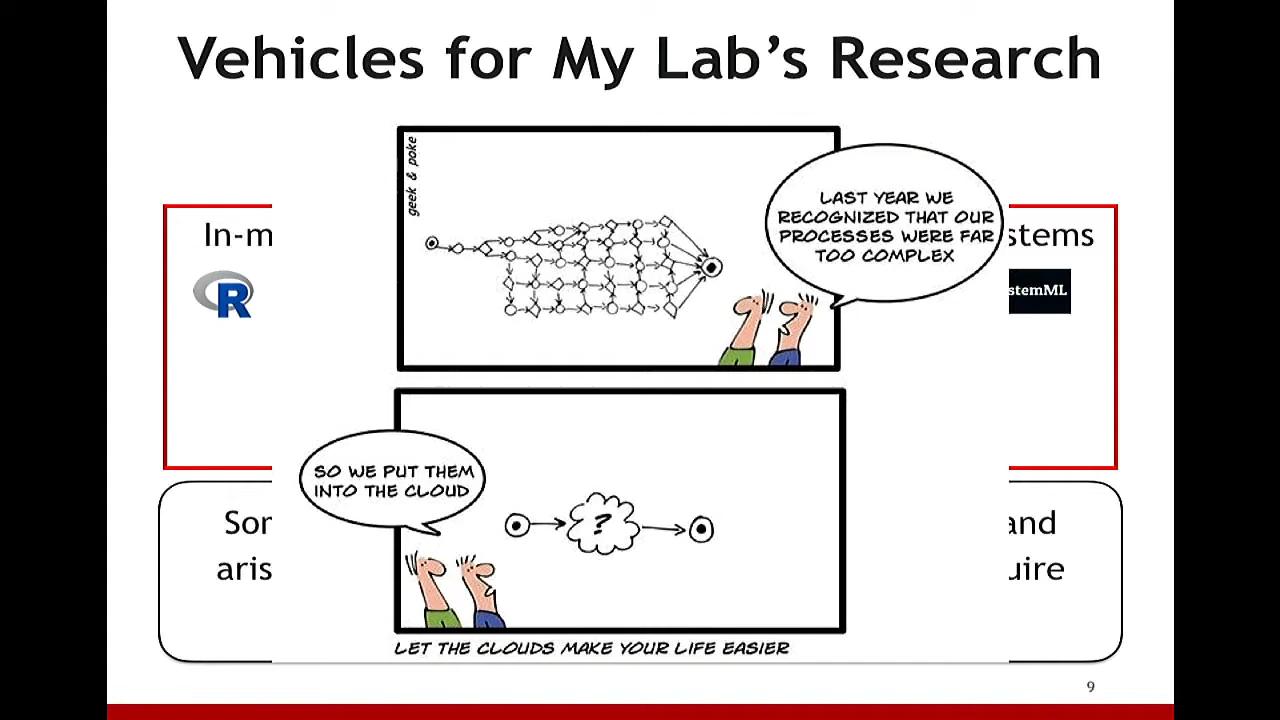 Vehicles for My Lab's Research
geek & poke
LAST YEAR WE
RECOGNIZED THAT OUR
PROCESSES WERE FAR
TOO COMPLEX
In-m
stems
R
stemML
SO WE PUT THEM
INTO THE CLOUD
?
Sor
and
aris
uire
LET THE CLOUDS MAKE YOUR LIFE EASIER
9